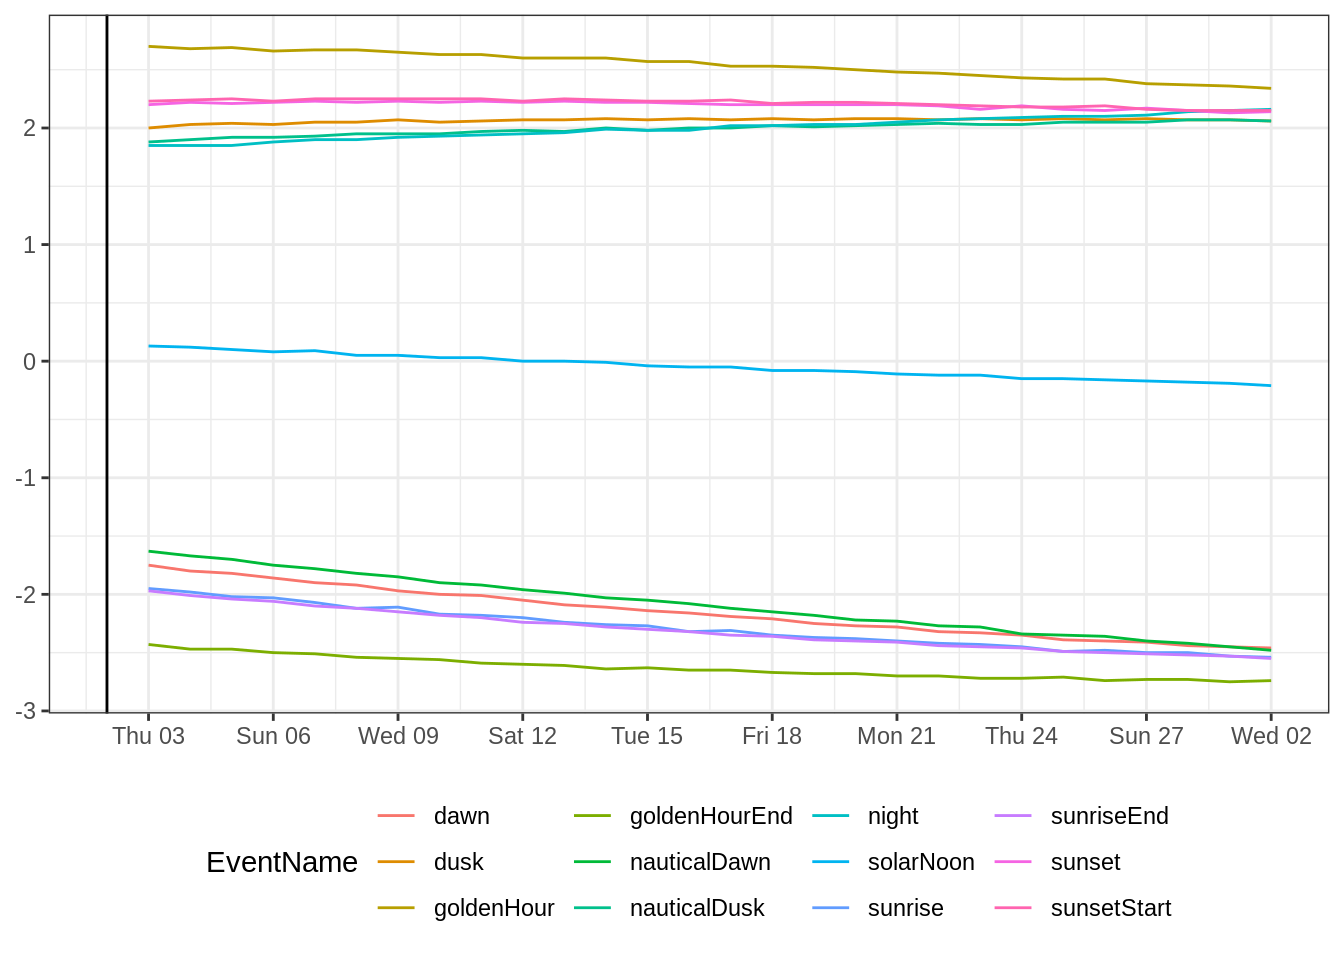 2
1
0
-1
-2
-3
Thu 03 Sun 06 Wed 09 Sat 12 Tue 15 Fri 18 Mon 21 Thu 24 Sun 27 Wed 02
dawn goldenHourEnd night sunriseEnd
EventName dusk nauticalDawn solarNoon sunset
goldenHour nauticalDusk sunrise sunsetStart